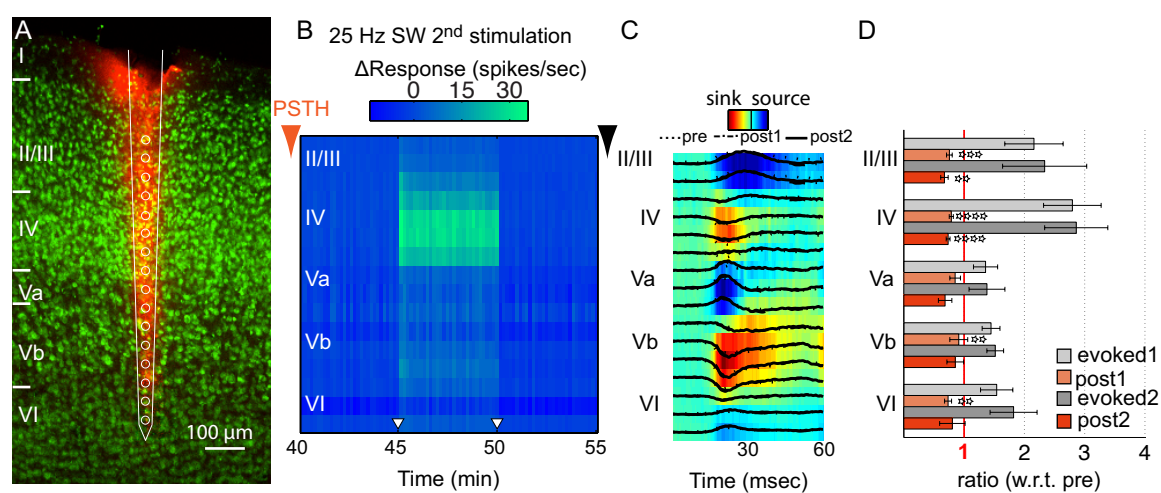 A
I
II/III
IV
Va
Vb
VI
100 µm
B
25 Hz SW 2nd stimulation
ΔResponse (spikes/sec)
0 15 30
PSTH
II/III
IV
Va
Vb
VI
40 45 50 55
Time (min)
C
sink source
pre post1 post2
II/III
IV
Va
Vb
VI
0 30 60
Time (msec)
D
II/III
IV
Va
Vb
VI
evoked1
post1
evoked2
post2
1 2 3 4
ratio (w.r.t. pre)